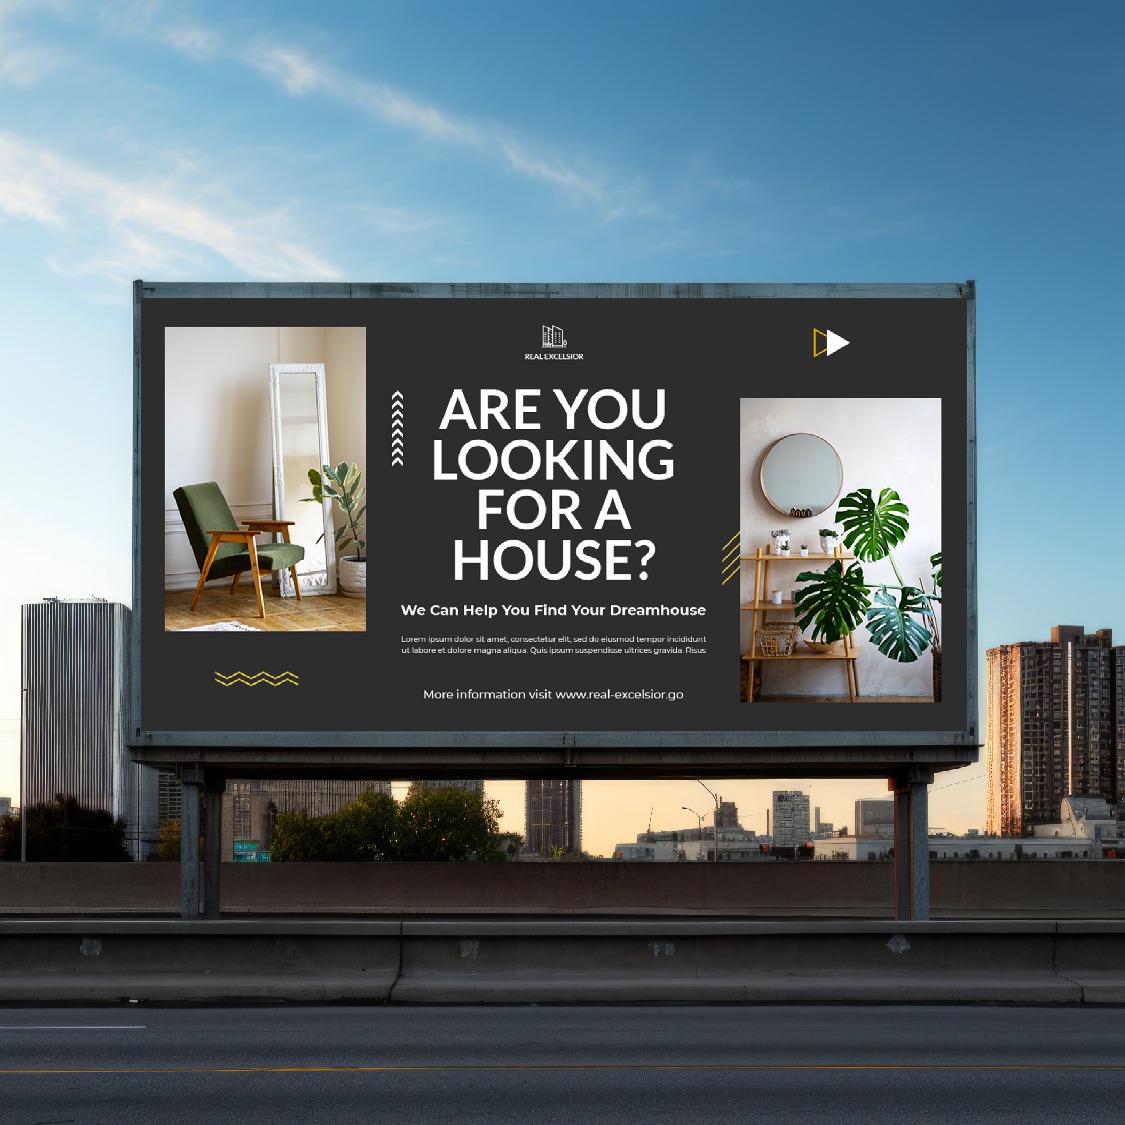 REAL EXCELSIOR
ARE YOU
LOOKING
FOR A
HOUSE?
We Can Help You Find Your Dreamhouse
Lorem ipsum dolor sit amet, consectetur elit, sed do eiusmod tempor incididunt
ut labore et dolore magna aliqua. Quis ipsum suspendisse ultrices gravida. Risus
More information visit www.real-excelsior.go